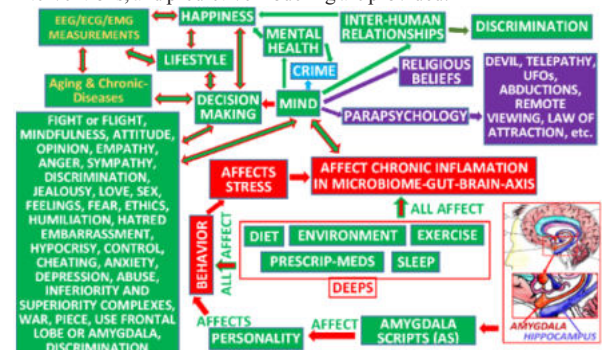 EEG/ECG/EMG
MEASUREMENTS
HAPPINESS
INTER-HUMAN
RELATIONSHIPS
DISCRIMINATION
MENTAL
HEALTH
LIFESTYLE
CRIME
RELIGIOUS
BELIEFS
DEVIL, TELEPATHY,
UFOs,
ABDUCTIONS,
REMOTE
VIEWING, LAW OF
ATTRACTION, etc.
Aging & Chronic-
Diseases
DECISION
MAKING
MIND
PARAPSYCHOLOGY
FIGHT or FLIGHT,
MINDFULNESS, ATTITUDE,
OPINION, EMPATHY,
ANGER, SYMPATHY,
DISCRIMINATION,
JEALOUSY, LOVE, SEX,
FEELINGS, FEAR, ETHICS,
HUMILIATION, HATRED
EMBARRASSMENT,
HYPOCRISY, CONTROL,
CHEATING, ANXIETY,
DEPRESSION, ABUSE,
INFERIORITY AND
SUPERIORITY COMPLEXES,
WAR, PIECE, USE FRONTAL
LOBE OR AMYGDALA,
DISCRIMINATION
AFFECTS
STRESS
AFFECT CHRONIC INFLAMATION
IN MICROBIOME-GUT-BRAIN-AXIS
ALL AFFECT
BEHAVIOR
ALL AFFECT
DIET
ENVIRONMENT
EXERCISE
PRESCRIP-MEDS
SLEEP
DEEPS
AFFECTS
PERSONALITY
AFFECT
AMYGDALA
SCRIPTS (AS)
AMYGDALA
HIPPOCAMPUS